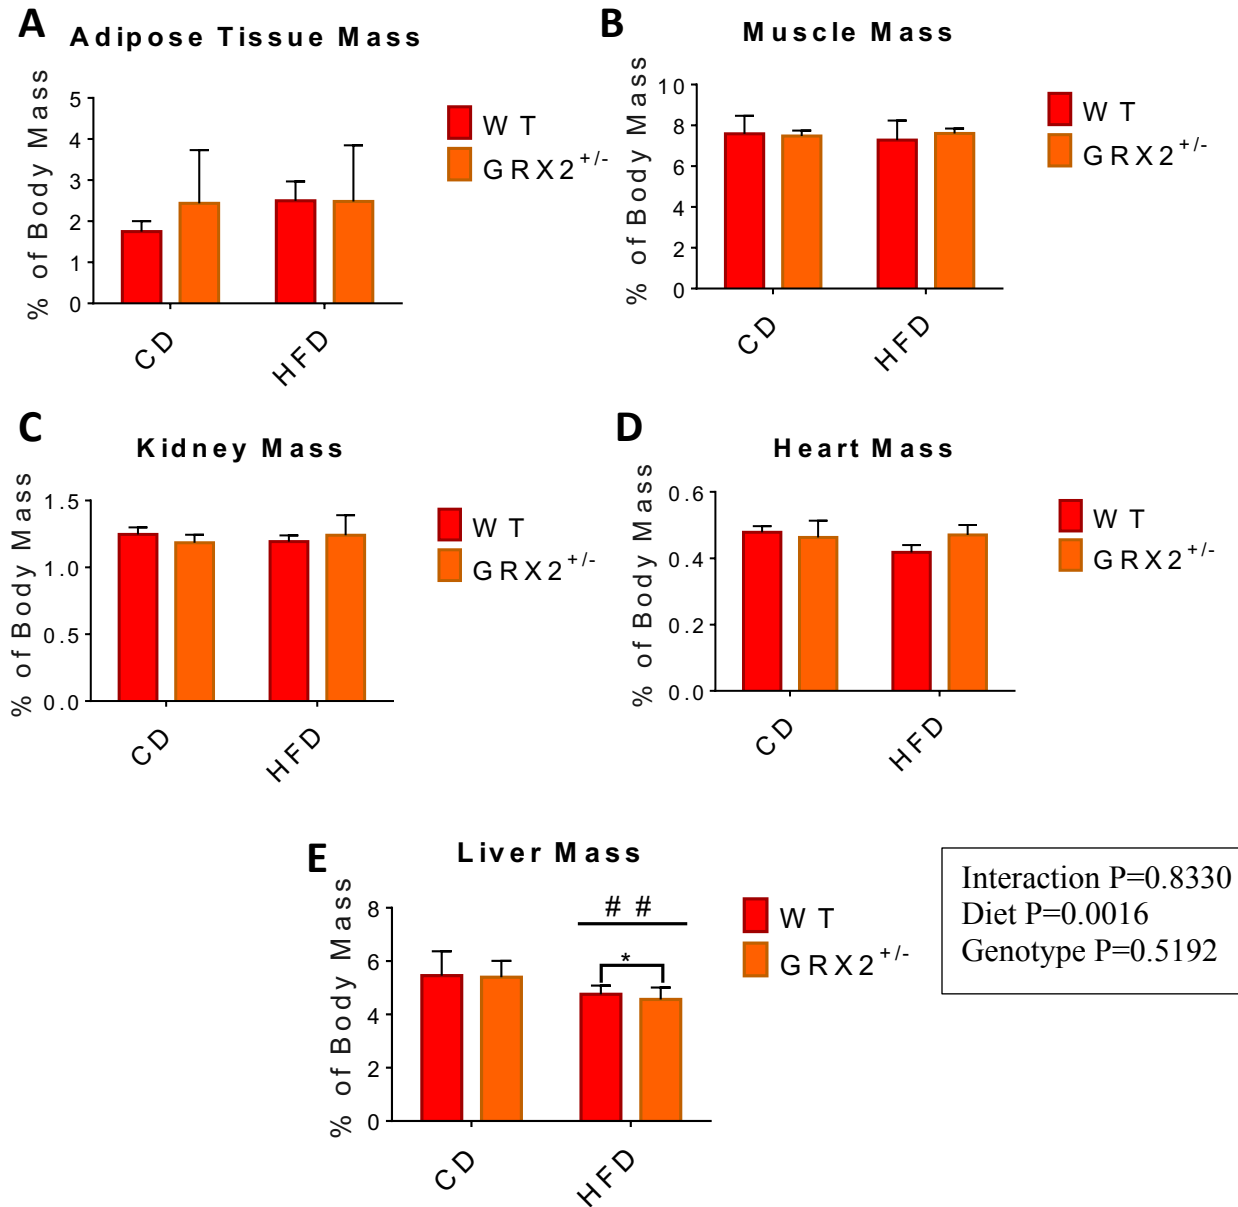 A
Adipose Tissue Mass
% of Body Mass
5
4
3
2
1
0
CD
HFD
WT
GRX2+/-
B
Muscle Mass
% of Body Mass
10
8
6
4
2
0
CD
HFD
WT
GRX2+/-
C
Kidney Mass
% of Body Mass
1.5
1.0
0.5
0.0
CD
HFD
WT
GRX2+/-
D
Heart Mass
% of Body Mass
0.6
0.4
0.2
0.0
CD
HFD
WT
GRX2+/-
E
Liver Mass
% of Body Mass
8
6
4
2
0
# #
*
CD
HFD
WT
GRX2+/-
Interaction P=0.8330
Diet P=0.0016
Genotype P=0.5192